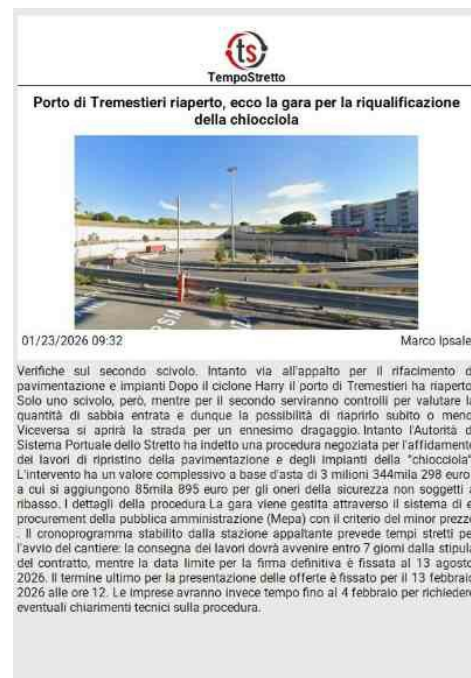 ts
TempoStretto
Porto di Tremestieri riaperto, ecco la gara per la riqualificazione
della chiocciola
01/23/2026 09:32
Marco Ipsale
Verifiche sul secondo scivolo. Intanto via all'appalto per il rifacimento d
pavimentazione e impianti Dopo il ciclone Harry il porto di Tremestieri ha riaperto
Solo uno scivolo, però, mentre per il secondo serviranno controlli per valutare la
quantità di sabbia entrata e dunque la possibilità di riaprirlo subito o meno
Viceversa si aprirà la strada per un ennesimo dragaggio. Intanto l'Autorità d
Sistema Portuale dello Stretto ha indetto una procedura negoziata per l'affidamento
dei lavori di ripristino della pavimentazione e degli impianti della "chiocciola"
L'intervento ha un valore complessivo a base d'asta di 3 milioni 344mila 298 euro
a cui si aggiungono 85mila 895 euro per gli oneri della sicurezza non soggetti a
ribasso. I dettagli della procedura La gara viene gestita attraverso il sistema di e
procurement della pubblica amministrazione (Mepa) con il criterio del minor prezzo
. Il cronoprogramma stabilito dalla stazione appaltante prevede tempi stretti pe
l'avvio del cantiere: la consegna dei lavori dovrà avvenire entro 7 giorni dalla stipula
del contratto, mentre la data limite per la firma definitiva è fissata al 13 agosto
2026. Il termine ultimo per la presentazione delle offerte è fissato per il 13 febbraio
2026 alle ore 12. Le imprese avranno invece tempo fino al 4 febbraio per richiedere
eventuali chiarimenti tecnici sulla procedura.